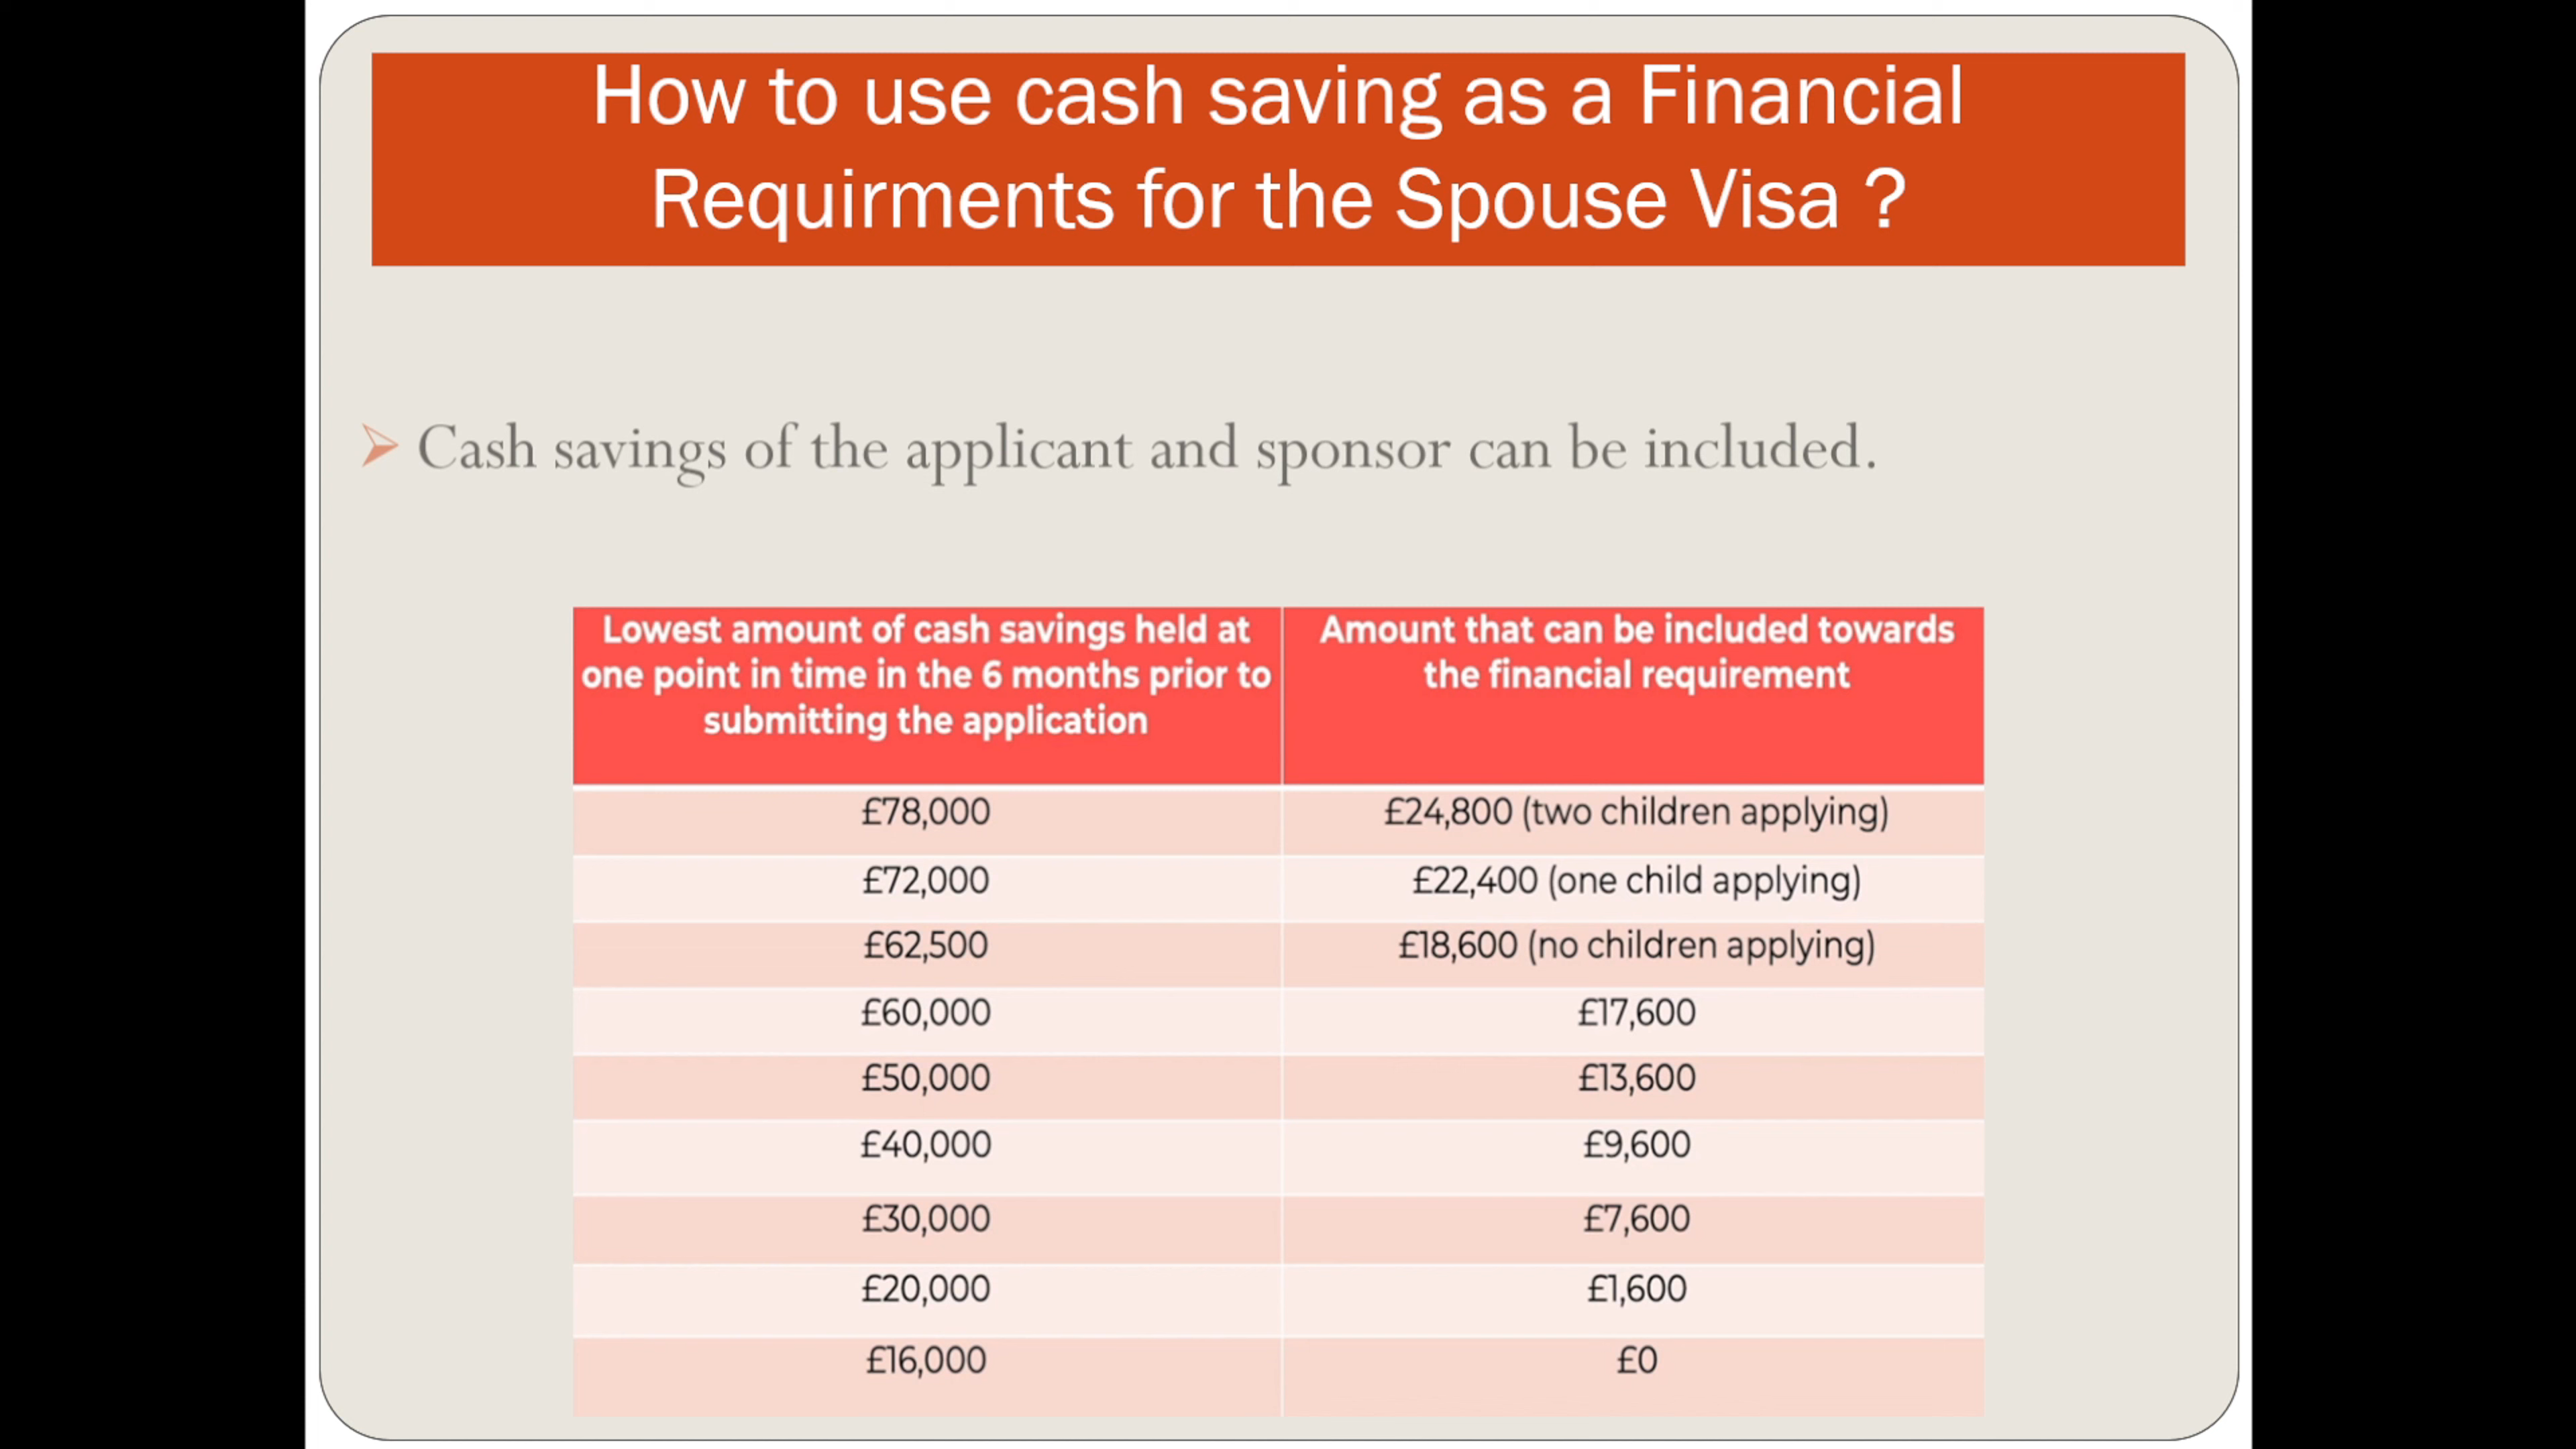 How to use cash saving as a Financial
Requirments for the Spouse Visa ?
Cash savings of the applicant and sponsor can be included.
Lowest amount of cash savings held at
one point in time in the 6 months prior to
submitting the application
Amount that can be included towards
the financial requirement
£78,000 £24,800 (two children applying)
£72,000 £22,400 (one child applying)
£62,500 £18,600 (no children applying)
£60,000 £17,600
£50,000 £13,600
£40,000 £9,600
£30,000 £7,600
£20,000 £1,600
£16,000 £0